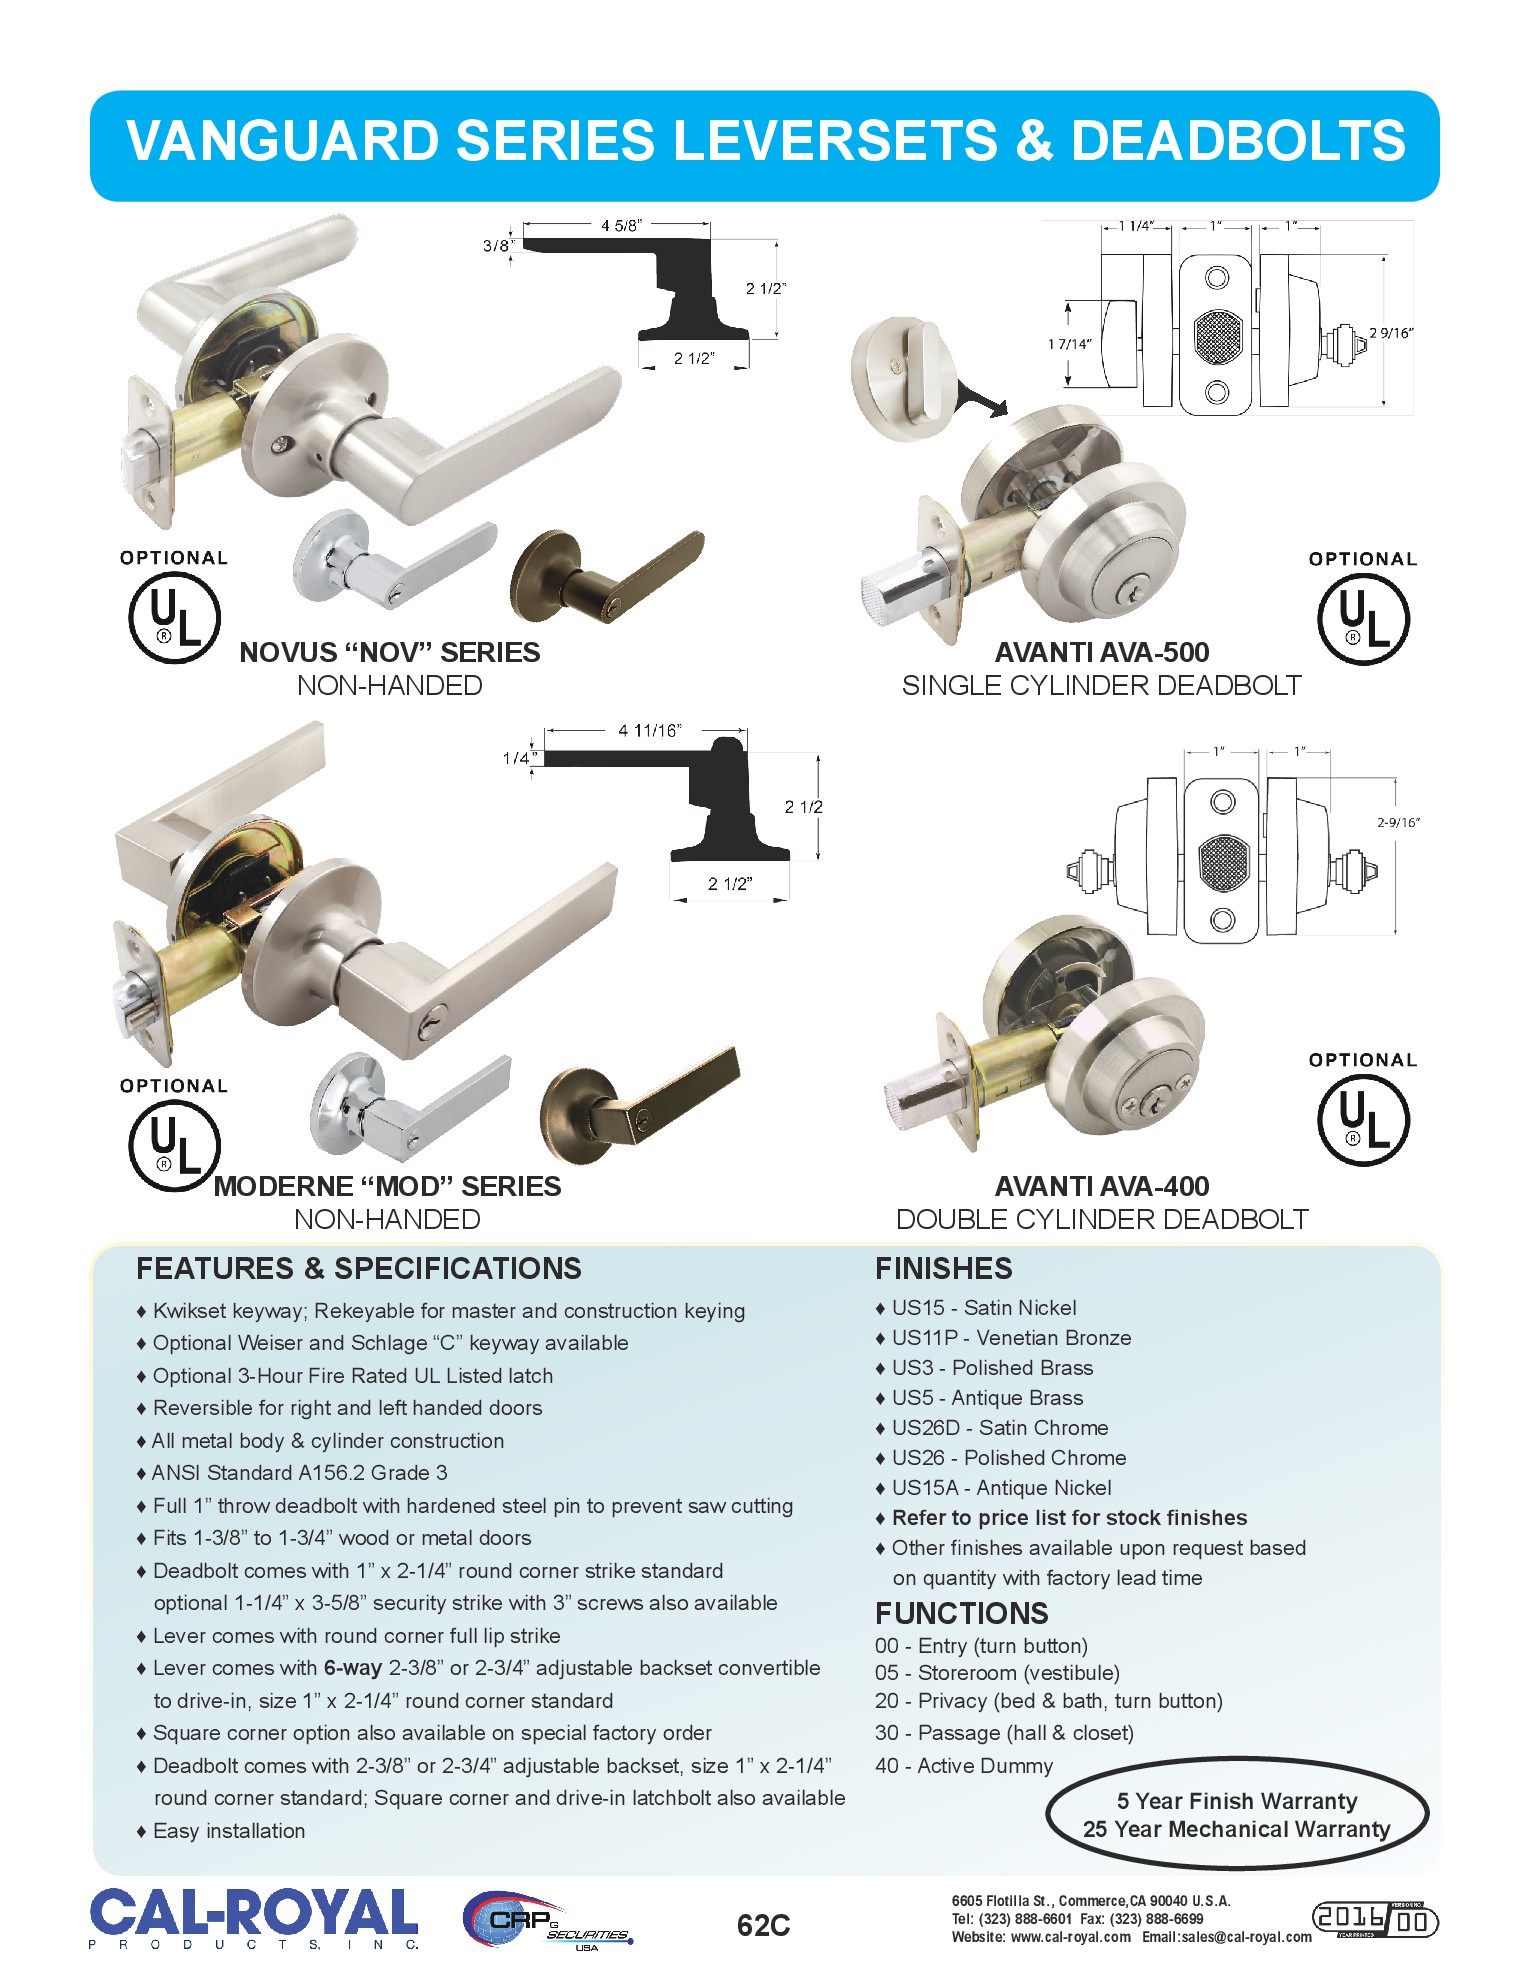 VANGUARD SERIES LEVERSETS & DEADBOLTS
4 5/8”
3/8”
2 1/2”
2 1/2”
OPTIONAL
UL
®
NOVUS “NOV” SERIES
NON-HANDED
1 1/4”
1”
1”
1 7/14”
2 9/16”
OPTIONAL
UL
®
AVANTI AVA-500
SINGLE CYLINDER DEADBOLT
4 11/16”
1/4”
2 1/2
2 1/2”
OPTIONAL
UL
®
MODERNE “MOD” SERIES
NON-HANDED
1”
1”
2-9/16”
OPTIONAL
UL
®
AVANTI AVA-400
DOUBLE CYLINDER DEADBOLT
FEATURES & SPECIFICATIONS
♦ Kwikset keyway; Rekeyable for master and construction keying
♦ Optional Weiser and Schlage “C” keyway available
♦ Optional 3-Hour Fire Rated UL Listed latch
♦ Reversible for right and left handed doors
♦ All metal body & cylinder construction
♦ ANSI Standard A156.2 Grade 3
♦ Full 1” throw deadbolt with hardened steel pin to prevent saw cutting
♦ Fits 1-3/8” to 1-3/4” wood or metal doors
♦ Deadbolt comes with 1” x 2-1/4” round corner strike standard
optional 1-1/4” x 3-5/8” security strike with 3” screws also available
♦ Lever comes with round corner full lip strike
♦ Lever comes with 6-way 2-3/8” or 2-3/4” adjustable backset convertible
to drive-in, size 1” x 2-1/4” round corner standard
♦ Square corner option also available on special factory order
♦ Deadbolt comes with 2-3/8” or 2-3/4” adjustable backset, size 1” x 2-1/4”
round corner standard; Square corner and drive-in latchbolt also available
♦ Easy installation
FINISHES
♦ US15 - Satin Nickel
♦ US11P - Venetian Bronze
♦ US3 - Polished Brass
♦ US5 - Antique Brass
♦ US26D - Satin Chrome
♦ US26 - Polished Chrome
♦ US15A - Antique Nickel
♦ Refer to price list for stock finishes
♦ Other finishes available upon request based
on quantity with factory lead time
FUNCTIONS
00 - Entry (turn button)
05 - Storeroom (vestibule)
20 - Privacy (bed & bath, turn button)
30 - Passage (hall & closet)
40 - Active Dummy
5 Year Finish Warranty
25 Year Mechanical Warranty
CAL-ROYAL
PRODUCTS, INC.
CRPG
SECURITIES
USA
62C
6605 Flotilla St., Commerce,CA 90040 U.S.A.
Tel: (323) 888-6601 Fax: (323) 888-6699
Website: www.cal-royal.com Email:sales@cal-royal.com
VERSION NO.
2016/00
YEAR PRINTED